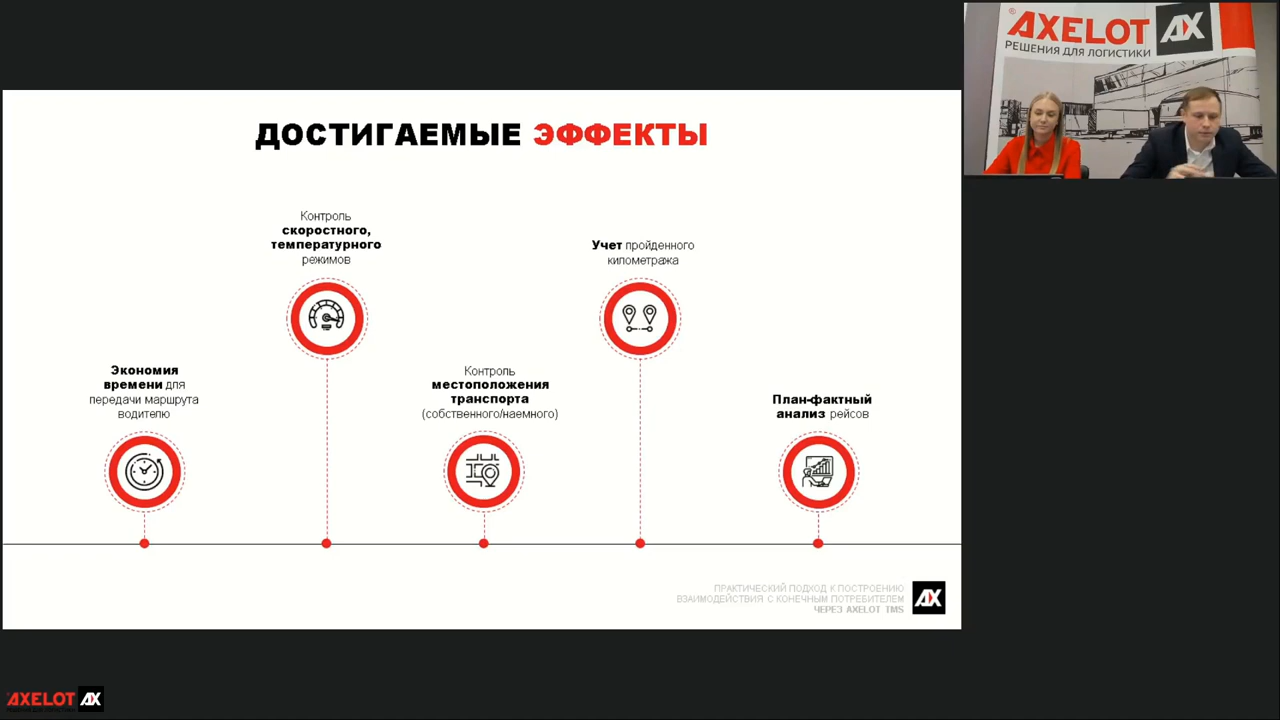 ДОСТИГАЕМЫЕ ЭФФЕКТЫ
Контроль
скоростного,
температурного
режимов
Учет пройденного
километража
Экономия
времени для
передачи маршрута
водителю
Контроль
местоположения
транспорта
(собственного/наемного)
План-фактный
анализ рейсов
ПРАКТИЧЕСКИЙ ПОДХОД К ПОСТРОЕНИЮ
ВЗАИМОДЕЙСТВИЯ С КОНЕЧНЫМ ПОТРЕБИТЕЛЕМ
ЧЕРЕЗ AXELOT TMS
AX
®AXELOT AX
РЕШЕНИЯ ДЛЯ ЛОГИСТИКИ
AXELOT AX